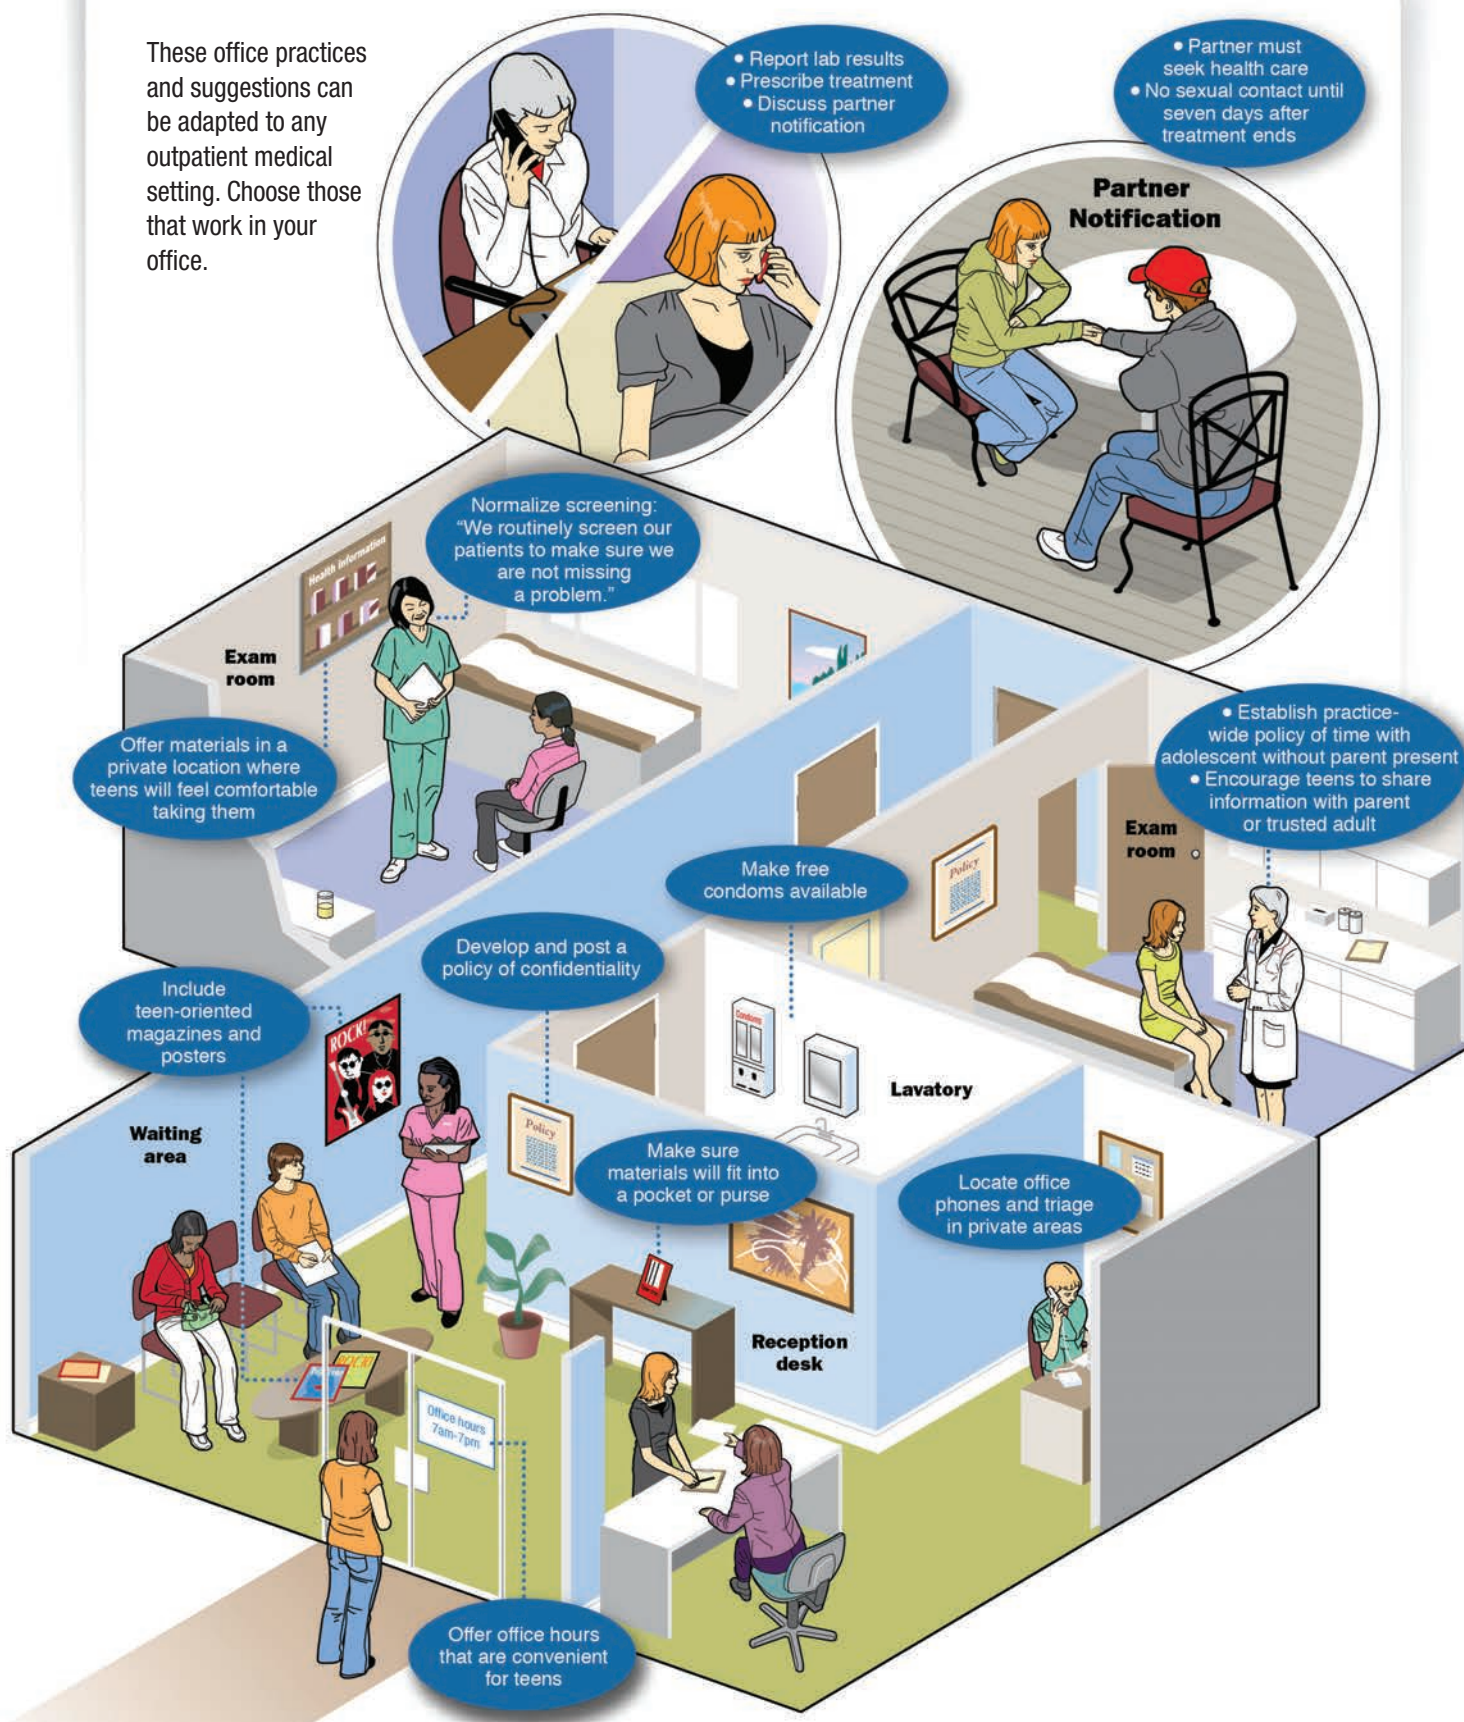 These office practices
and suggestions can
be adapted to any
outpatient medical
setting. Choose those
that work in your
office.
• Report lab results
• Prescribe treatment
• Discuss partner
notification
• Partner must
seek health care
• No sexual contact until
seven days after
treatment ends
Partner
Notification
Normalize screening:
“We routinely screen our
patients to make sure we
are not missing
a problem.”
Health information
Exam
room
Offer materials in a
private location where
teens will feel comfortable
taking them
• Establish practice-
wide policy of time with
adolescent without parent present
• Encourage teens to share
information with parent
or trusted adult
Exam
room
Policy
Make free
condoms available
Develop and post a
policy of confidentiality
Include
teen-oriented
magazines and
posters
ROCK!
Condoms
Lavatory
Waiting
area
Policy
Make sure
materials will fit into
a pocket or purse
Locate office
phones and triage
in private areas
Reception
desk
ROCK!
Office hours
7am-7pm
Offer office hours
that are convenient
for teens